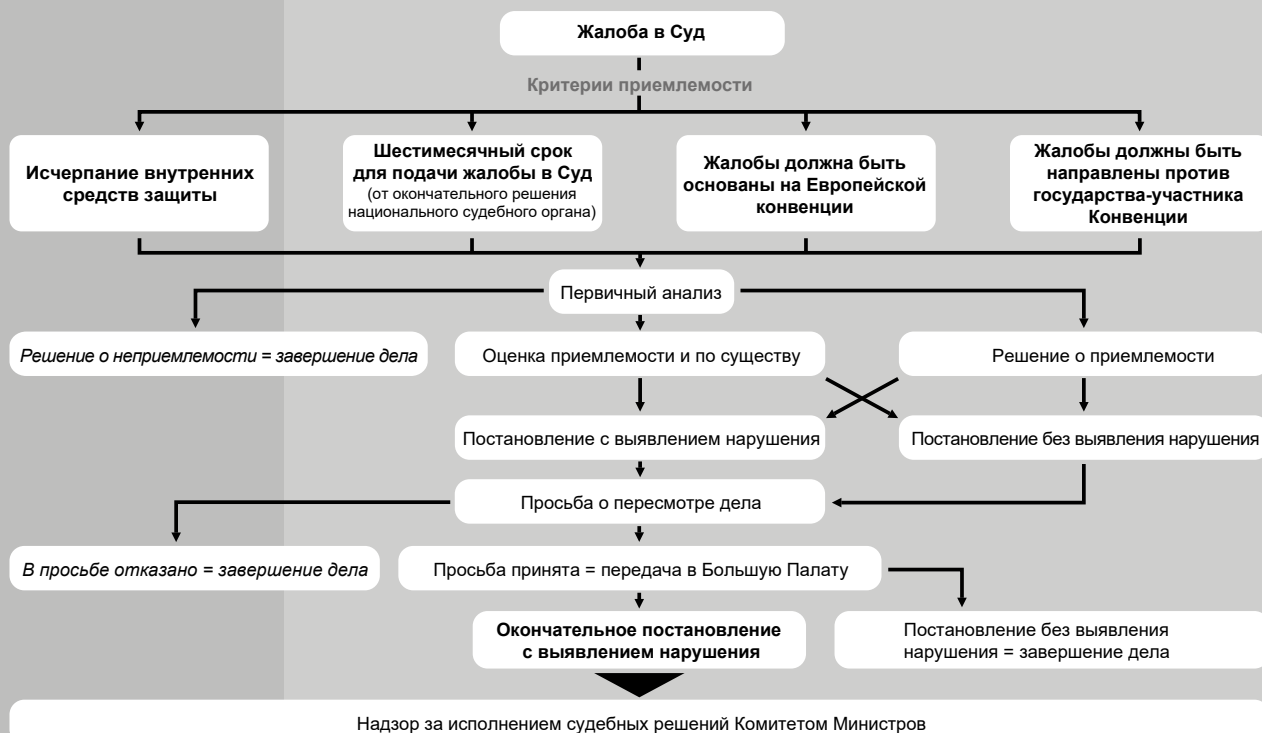 Жалоба в Суд
Критерии приемлемости
Исчерпание внутренних
средств защиты
Шестимесячный срок
для подачи жалобы в Суд
(от окончательного решения
национального судебного органа)
Жалобы должна быть
основаны на Европейской
конвенции
Жалобы должны быть
направлены против
государства-участника
Конвенции
Первичный анализ
Решение о неприемлемости = завершение дела
Оценка приемлемости и по существу
Решение о приемлемости
Постановление с выявлением нарушения
Постановление без выявления нарушения
Просьба о пересмотре дела
В просьбе отказано = завершение дела
Просьба принята = передача в Большую Палату
Окончательное постановление
с выявлением нарушения
Постановление без выявления
нарушения = завершение дела
Надзор за исполнением судебных решений Комитетом Министров